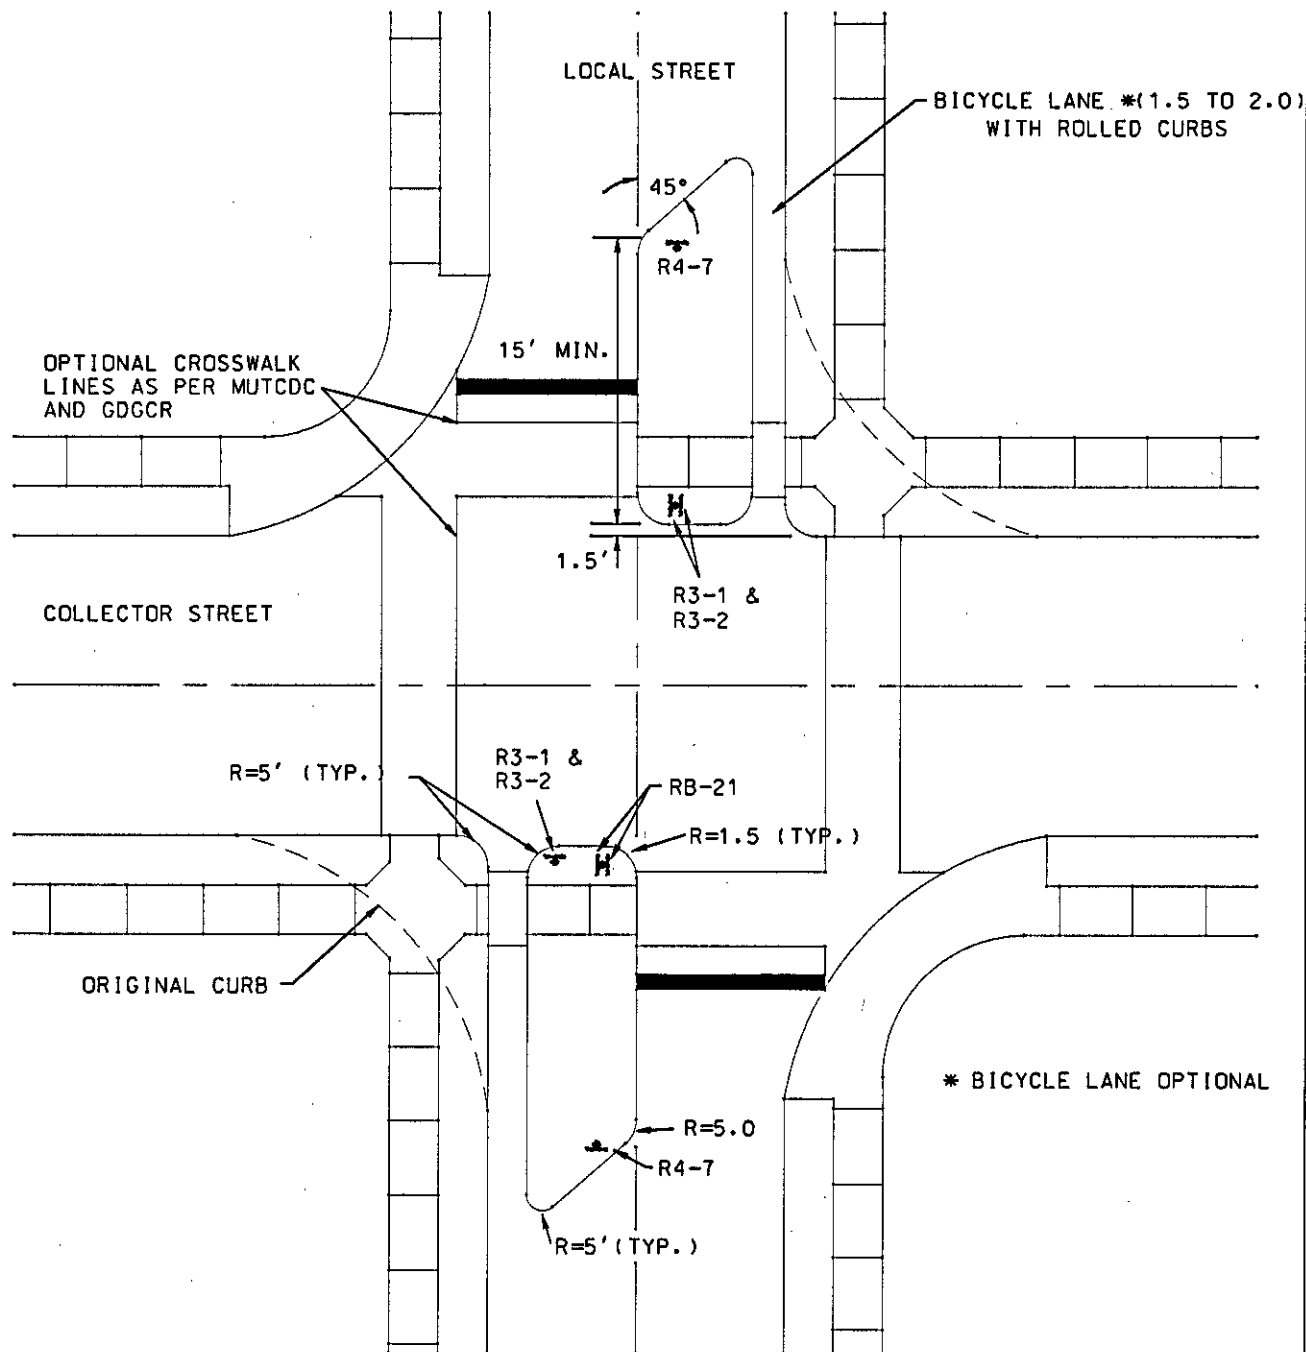 LOCAL STREET
BICYCLE LANE *(1.5 TO 2.0)
WITH ROLLED CURBS
45°
R4-7
15' MIN.
OPTIONAL CROSSWALK
LINES AS PER MUTCDC
AND GDGCR
1.5'
R3-1 &
R3-2
COLLECTOR STREET
R3-1 &
R3-2
R=5' (TYP.)
RB-21
R=1.5 (TYP.)
ORIGINAL CURB
* BICYCLE LANE OPTIONAL
R=5.0
R4-7
R=5'(TYP.)